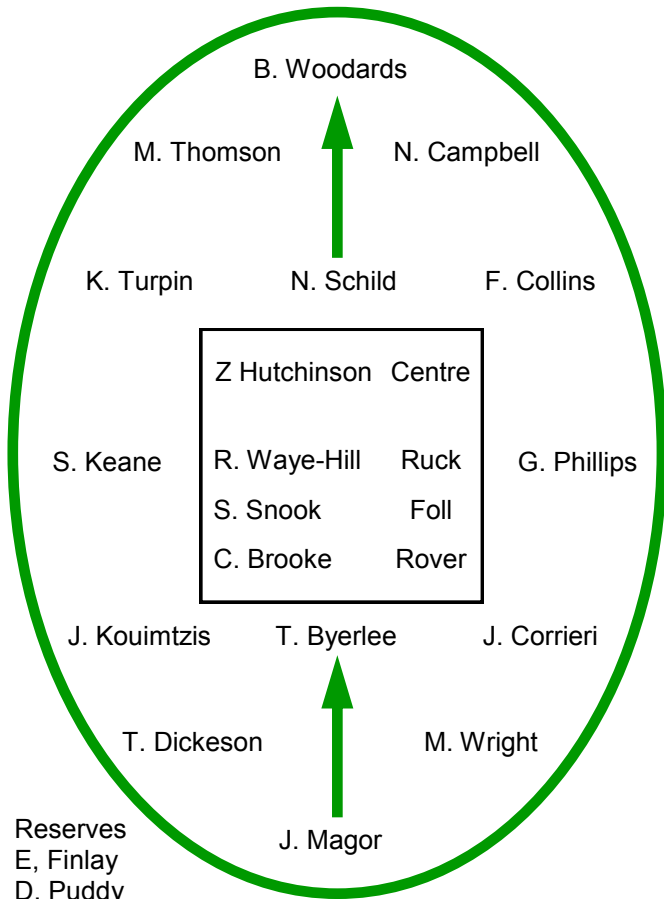 B. Woodards
M. Thomson N. Campbell
K. Turpin N. Schild F. Collins
Z Hutchinson Centre
S. Keane R. Waye-Hill Ruck G. Phillips
S. Snook Foll
C. Brooke Rover
J. Kouimtzis T. Byerlee J. Corrieri
T. Dickeson M. Wright
J. Magor
Reserves
E, Finlay
D. Puddy